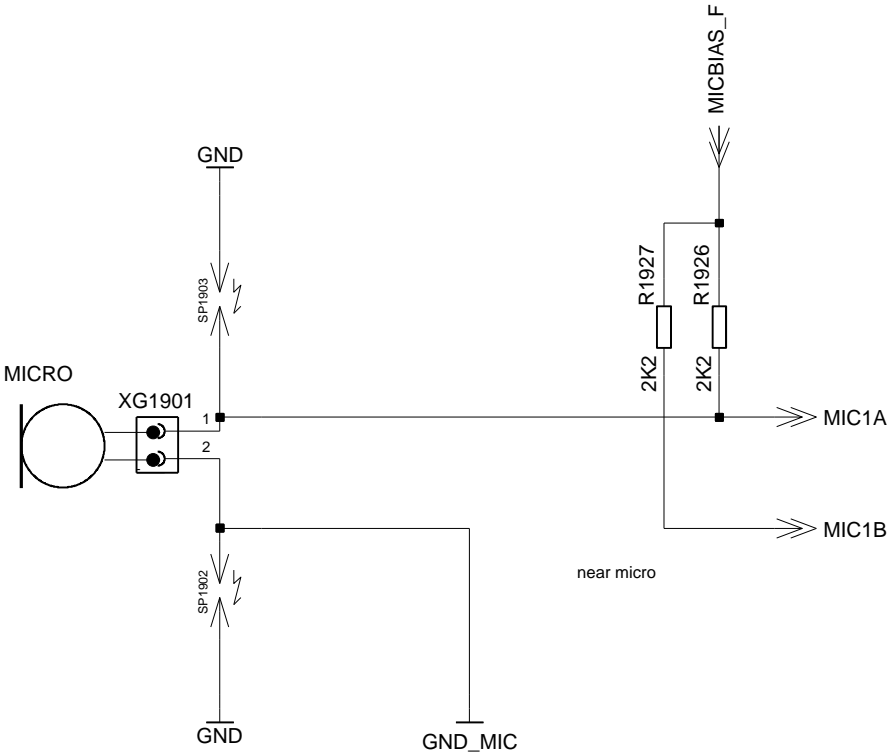 MICBIAS_F
GND
SP1903
R1927
R1926
2K2
2K2
MICRO
XG1901
1
2
MIC1A
MIC1B
near micro
SP1902
GND
GND_MIC